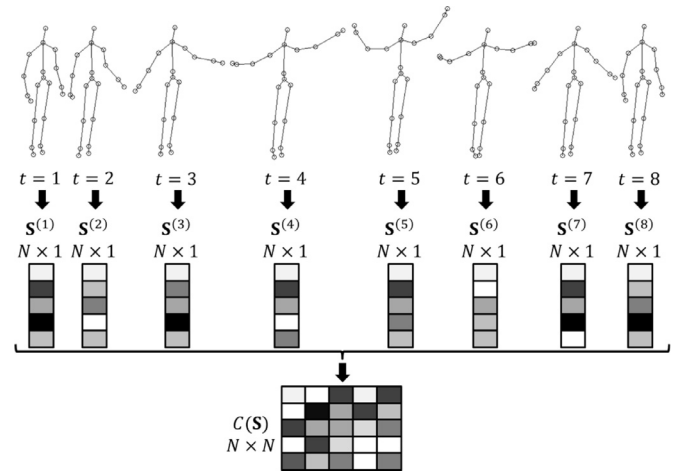 t = 1 t = 2 t = 3 t = 4 t = 5 t = 6 t = 7 t = 8
S(1) S(2) S(3) S(4) S(5) S(6) S(7) S(8)
N × 1 N × 1 N × 1 N × 1 N × 1 N × 1 N × 1 N × 1
C(S)
N × N